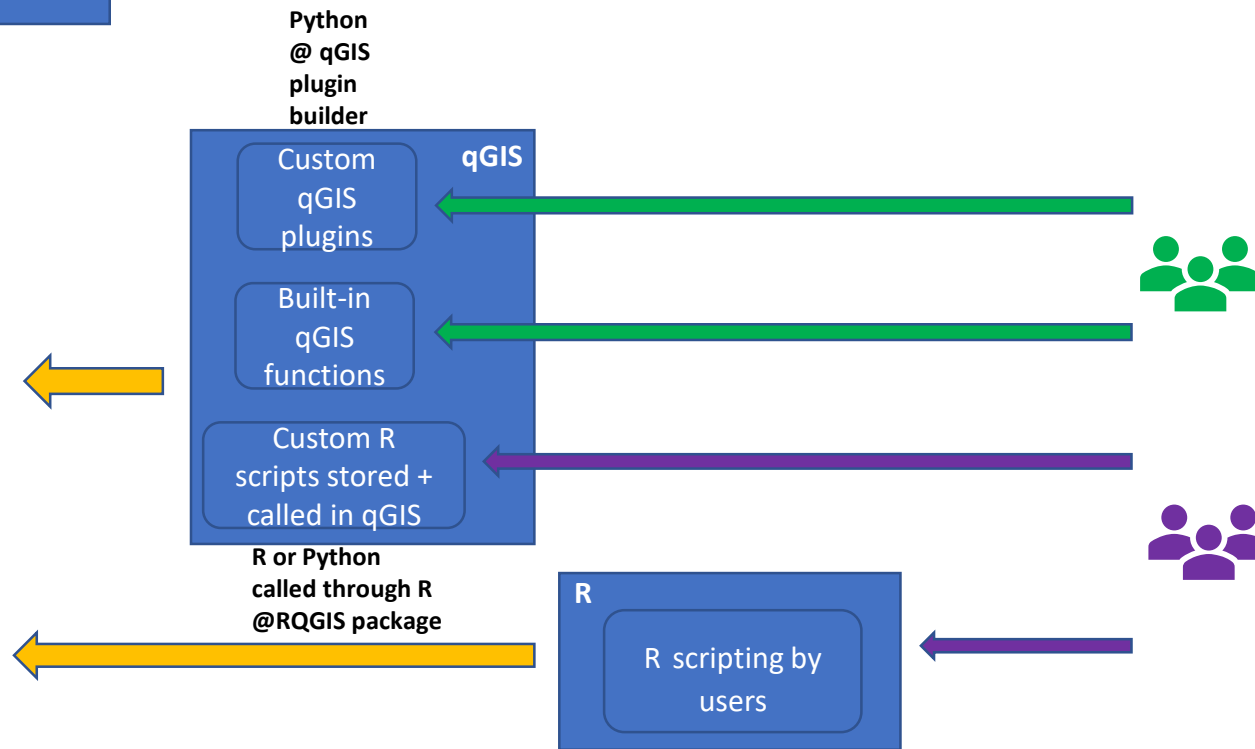 Python
@ qGIS
plugin
builder
qGIS
Custom
qGIS
plugins
Built-in
qGIS
functions
Custom R
scripts stored +
called in qGIS
R or Python
called through R
@RQGIS package
R
R scripting by
users